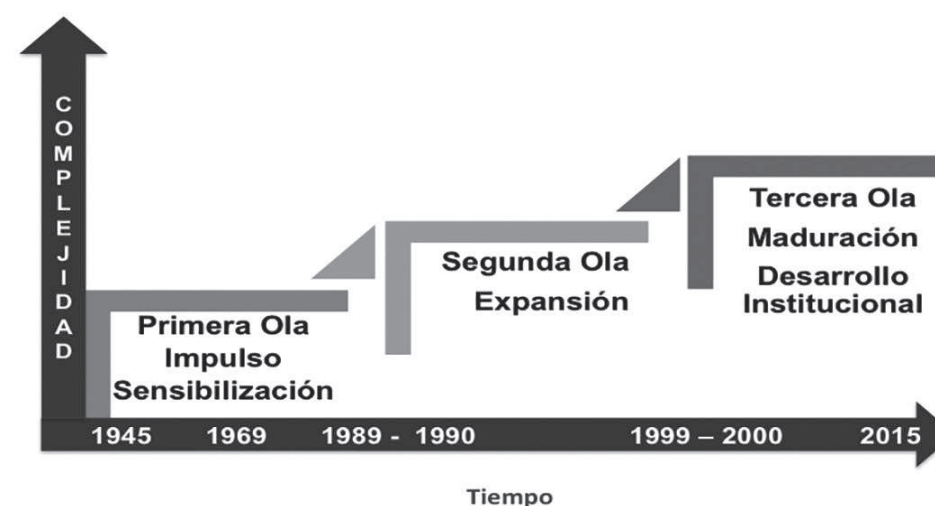 COMPLEJIDAD
Primera Ola
Impulso
Sensibilización
Segunda Ola
Expansión
Tercera Ola
Maduración
Desarrollo
Institucional
1945 1969 1989 - 1990 1999 – 2000 2015
Tiempo